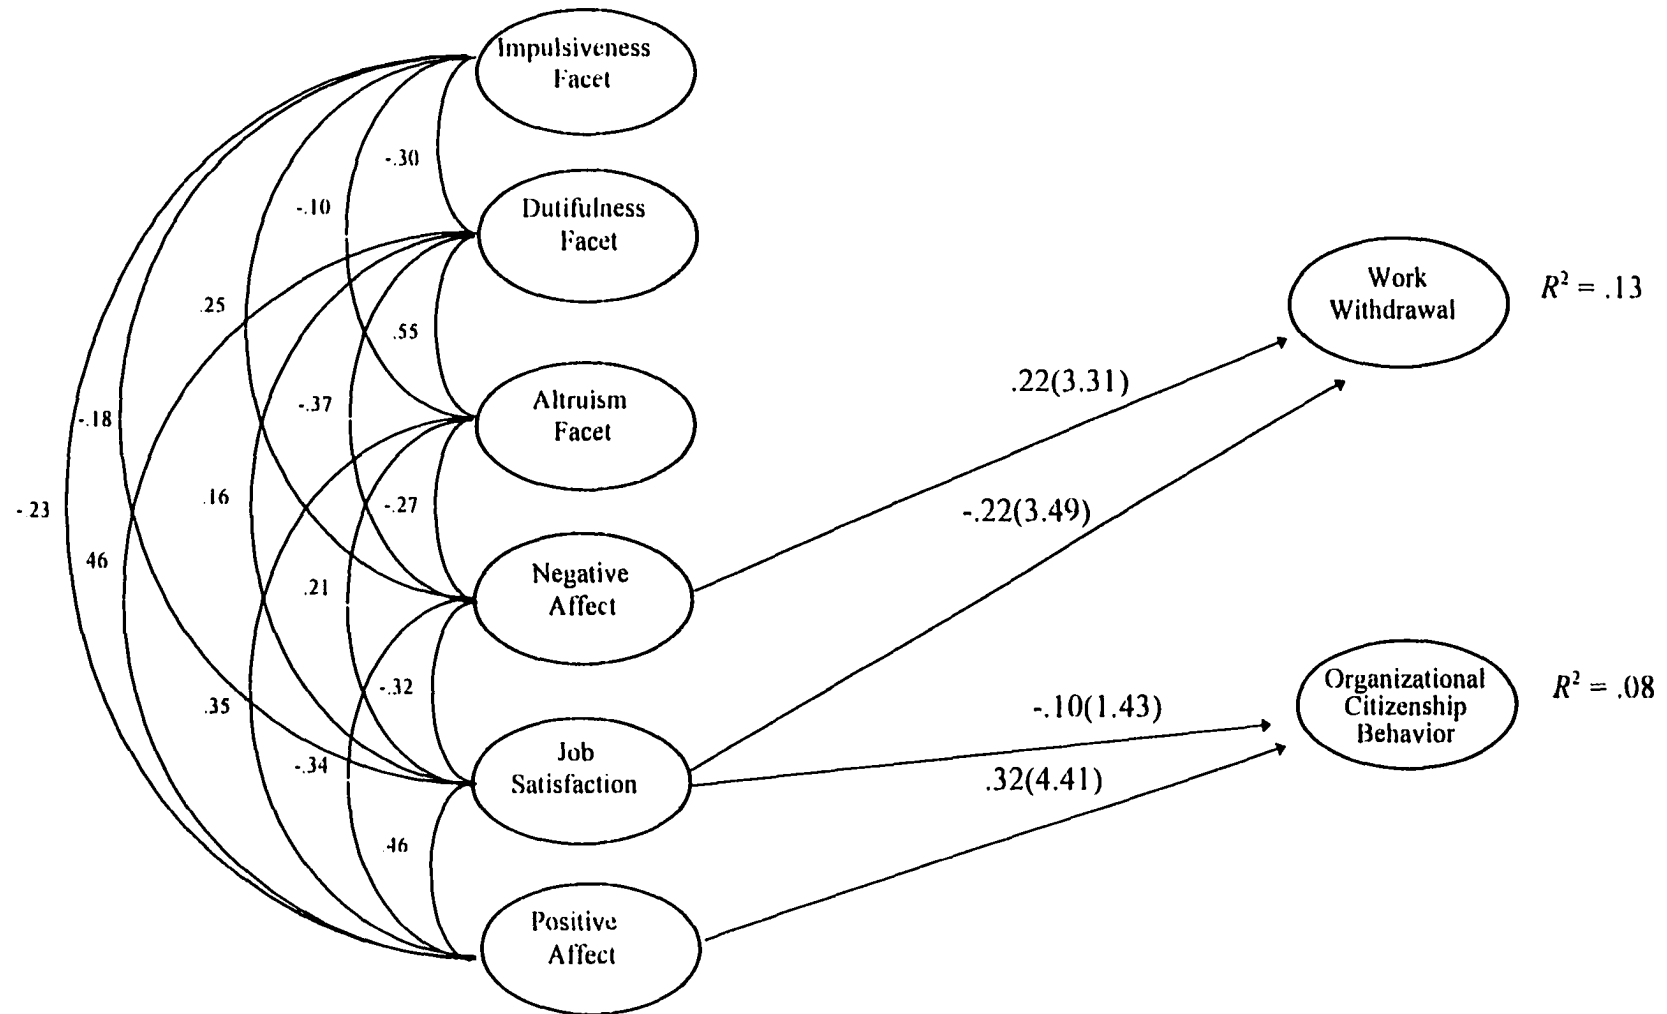 Impulsiveness
Facet
-.30
Dutifulness
Facet
-.10
Work
Withdrawal
R² = .13
.25
.55
.22(3.31)
-.37
Altruism
Facet
-.18
-.23
.16
-.27
-.22(3.49)
46
.21
Negative
Affect
-.32
.35
Organizational
Citizenship
Behavior
R² = .08
-.10(1.43)
-.34
Job
Satisfaction
.32(4.41)
.46
Positive
Affect